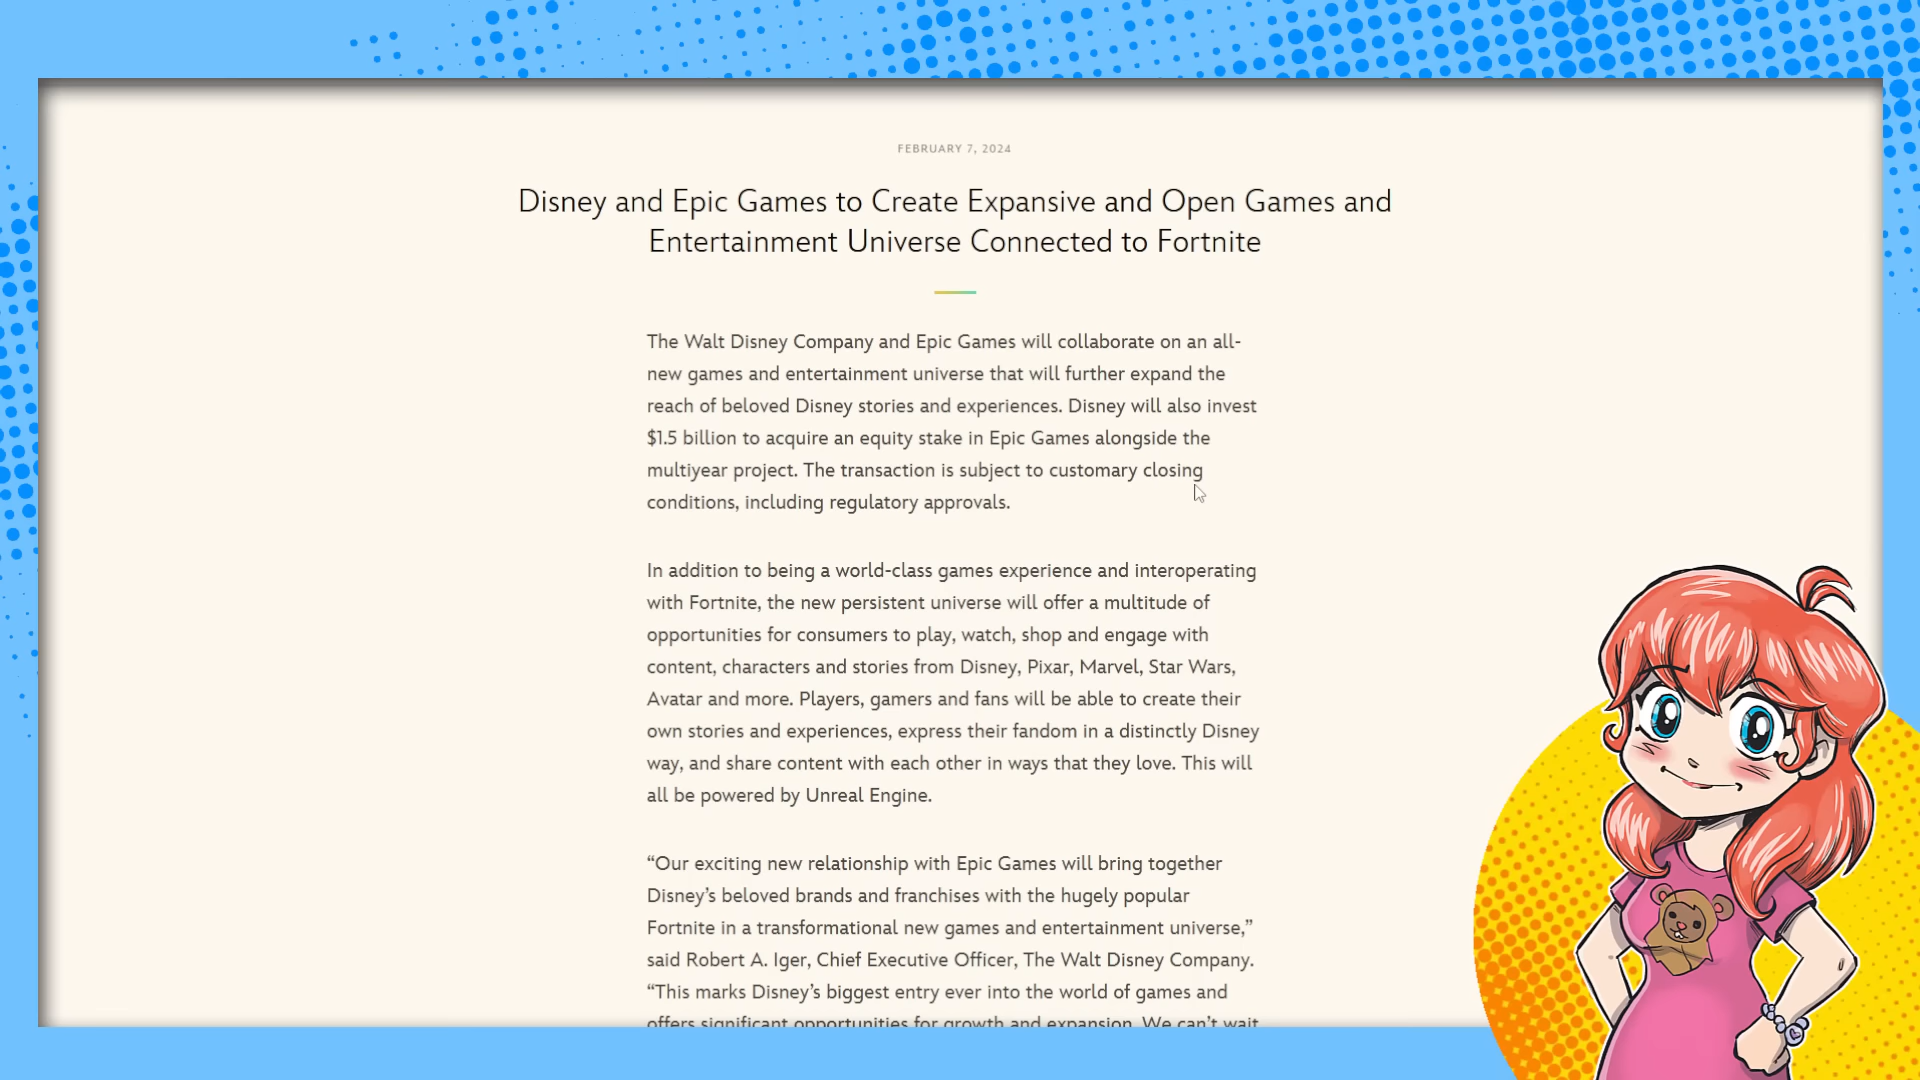 FEBRUARY 7, 2024
Disney and Epic Games to Create Expansive and Open Games and
Entertainment Universe Connected to Fortnite
The Walt Disney Company and Epic Games will collaborate on an all-
new games and entertainment universe that will further expand the
reach of beloved Disney stories and experiences. Disney will also invest
$1.5 billion to acquire an equity stake in Epic Games alongside the
multiyear project. The transaction is subject to customary closing
conditions, including regulatory approvals.
In addition to being a world-class games experience and interoperating
with Fortnite, the new persistent universe will offer a multitude of
opportunities for consumers to play, watch, shop and engage with
content, characters and stories from Disney, Pixar, Marvel, Star Wars,
Avatar and more. Players, gamers and fans will be able to create their
own stories and experiences, express their fandom in a distinctly Disney
way, and share content with each other in ways that they love. This will
all be powered by Unreal Engine.
“Our exciting new relationship with Epic Games will bring together
Disney’s beloved brands and franchises with the hugely popular
Fortnite in a transformational new games and entertainment universe,”
said Robert A. Iger, Chief Executive Officer, The Walt Disney Company.
“This marks Disney’s biggest entry ever into the world of games and
offers significant opportunities for growth and expansion. We can’t wait